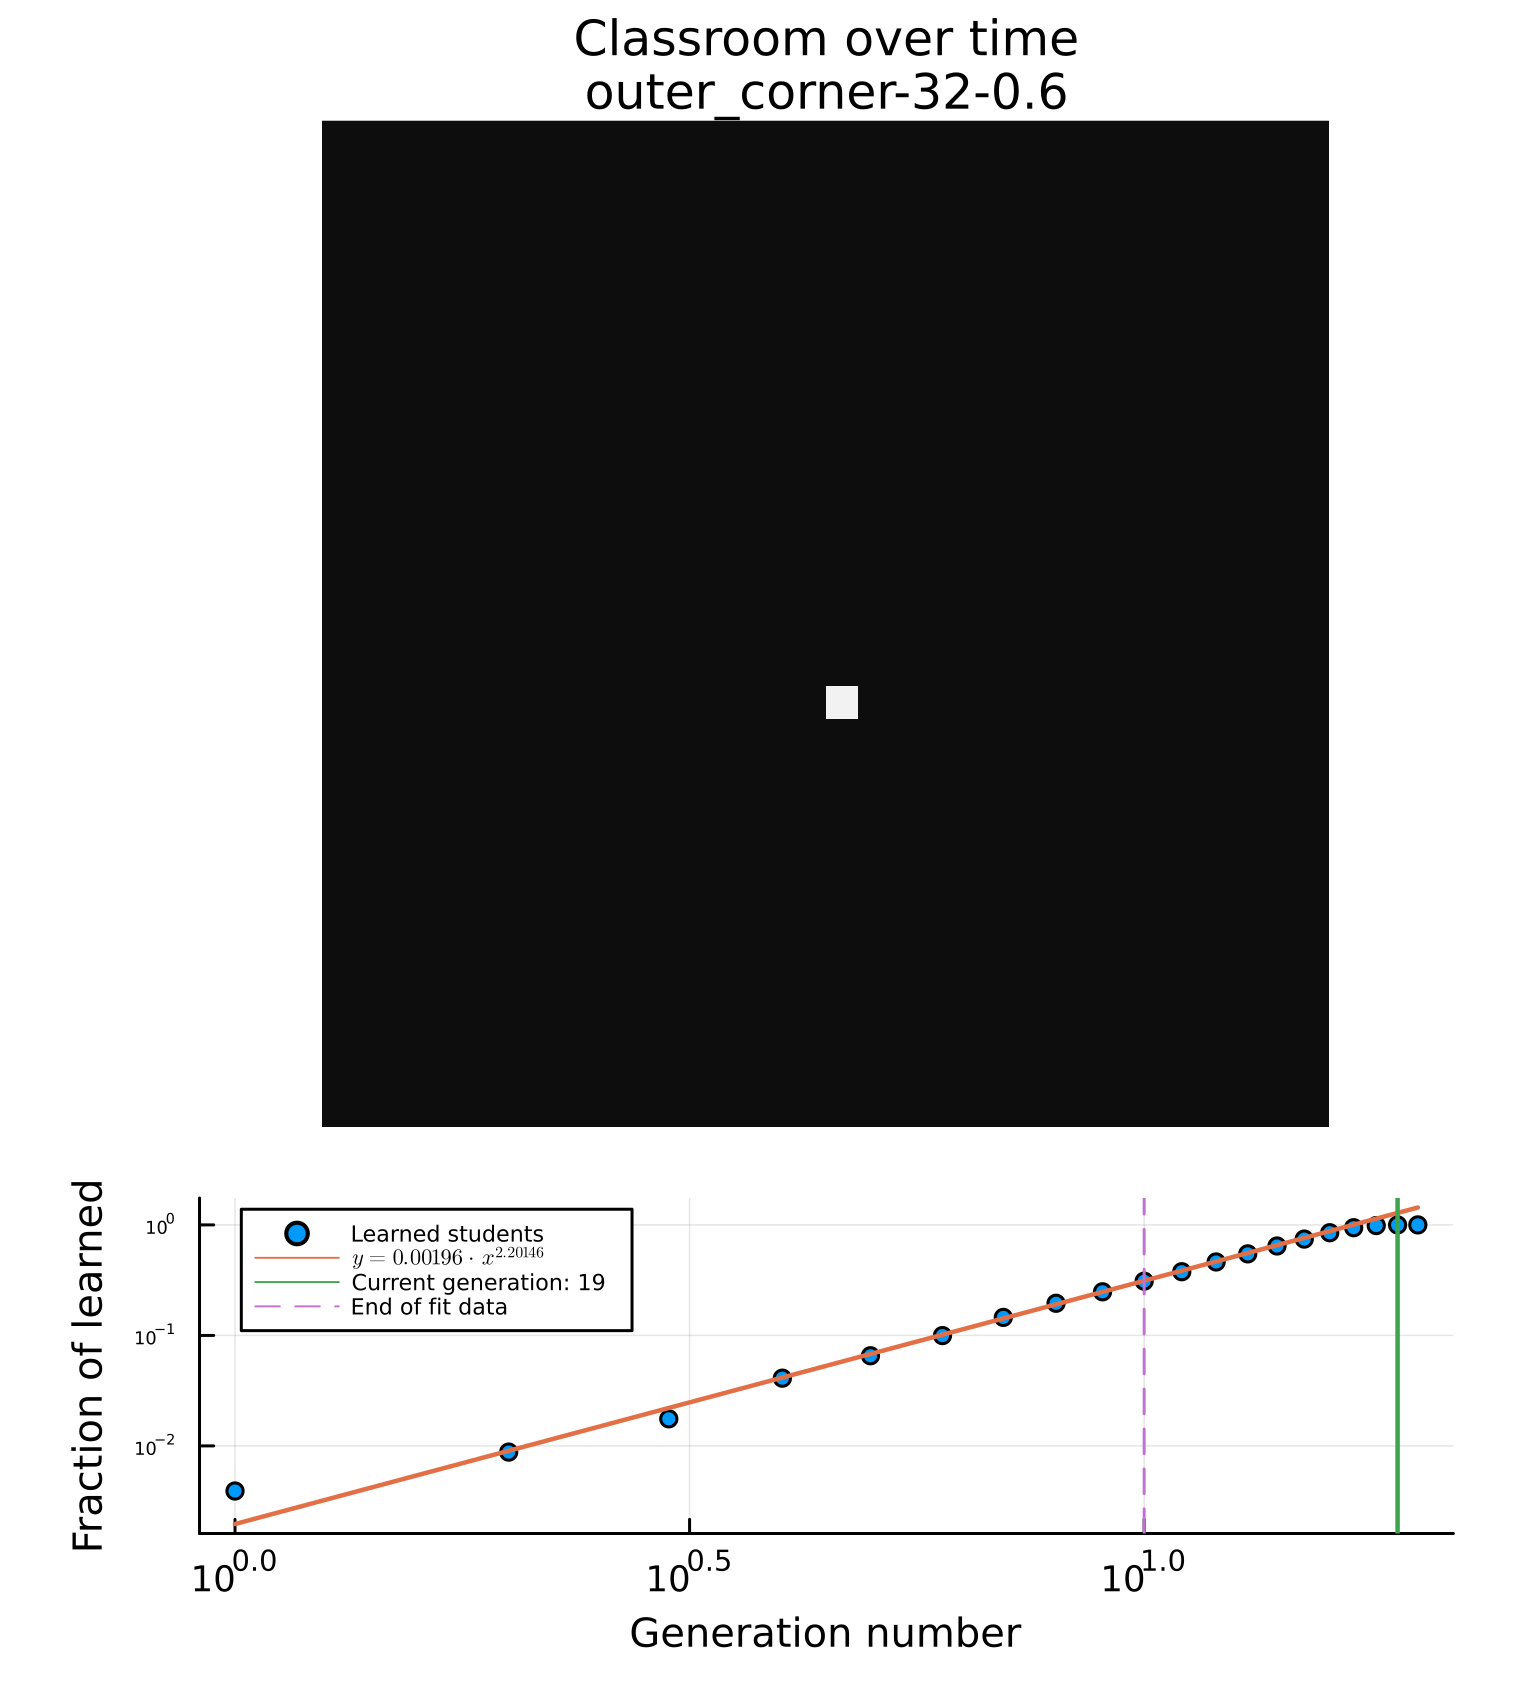 Classroom over time
outer_corner-32-0.6
Fraction of learned
10⁰
10⁻¹
10⁻²
Learned students
y = 0.00196 · x^2.20146
Current generation: 19
End of fit data
10^0.0
10^0.5
10^1.0
Generation number